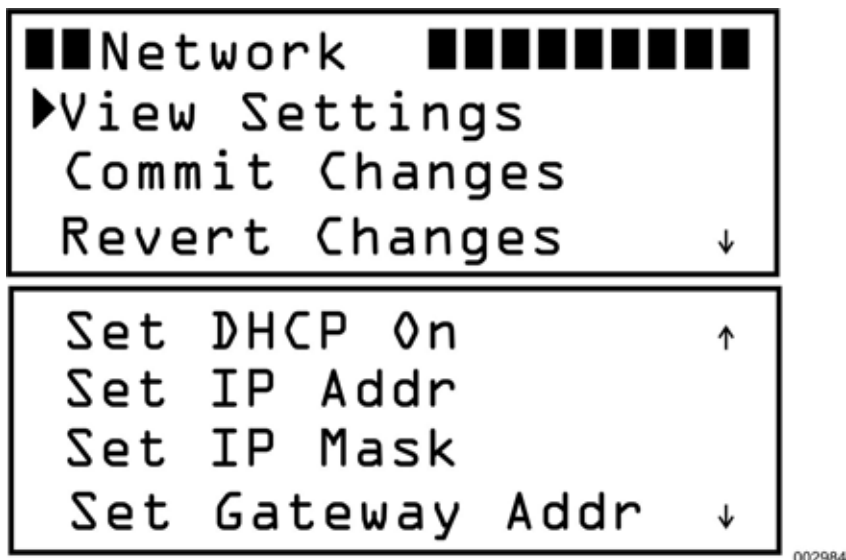 Network
View Settings
Commit Changes
Revert Changes ↓
Set DHCP On ↑
Set IP Addr
Set IP Mask
Set Gateway Addr ↓
002984